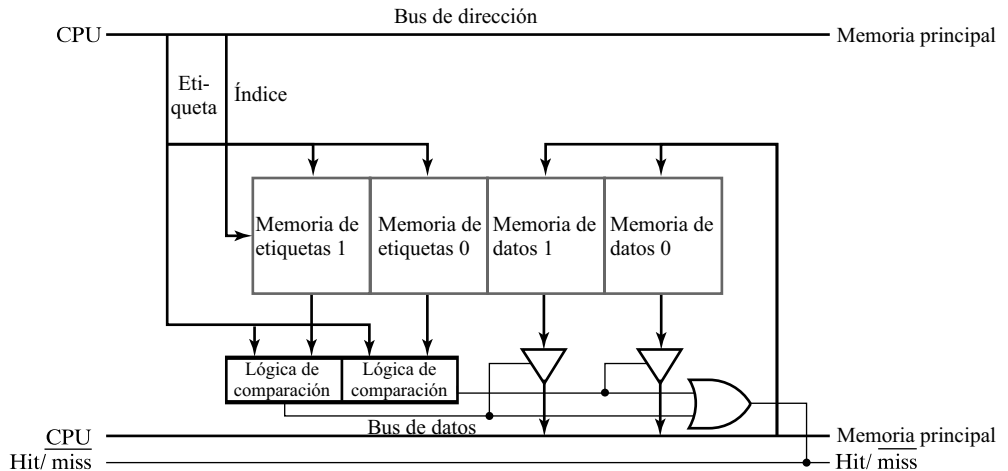 Bus de dirección
CPU
Memoria principal
Eti-
queta
Índice
Memoria de
etiquetas 1
Memoria de
etiquetas 0
Memoria de
datos 1
Memoria de
datos 0
Lógica de
comparación
Lógica de
comparación
Bus de datos
CPU
Memoria principal
Hit/ miss
Hit/ miss